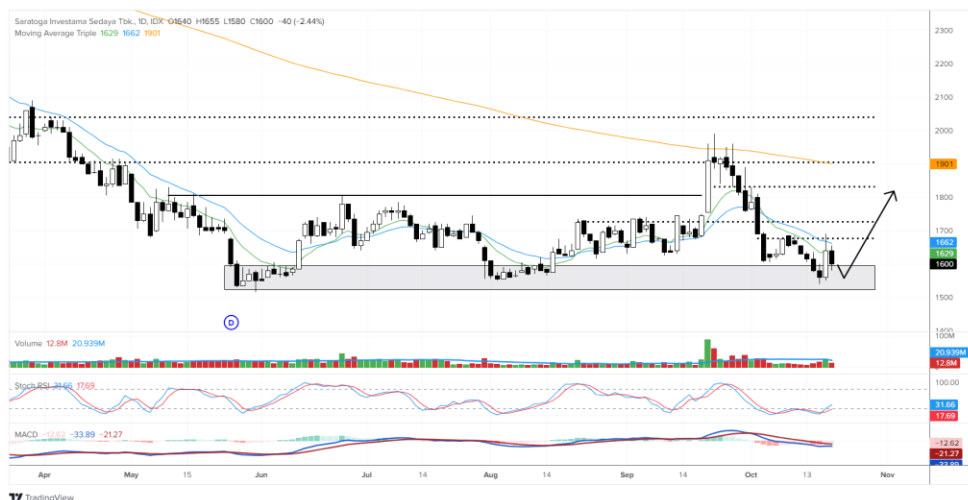 Saratoga Investama Sedaya Tbk., 1D, IDX O1640 H1655 L1580 C1600 −40 (−2.44%)
Moving Average Triple 1629 1662 1901
2300
2200
2100
2000
1901
1800
1700
1662
1629
1600
1500
1400
D
Volume 12.8M 20.939M
100M
20.939M
12.8M
Stoch RSI 31.66 17.69
100.00
31.66
17.69
MACD −12.62 −33.89 −21.27
−12.62
−21.27
−33.89
Apr May 15 Jun Jul 14 Aug 14 Sep 14 Oct 13 Nov
TradingView